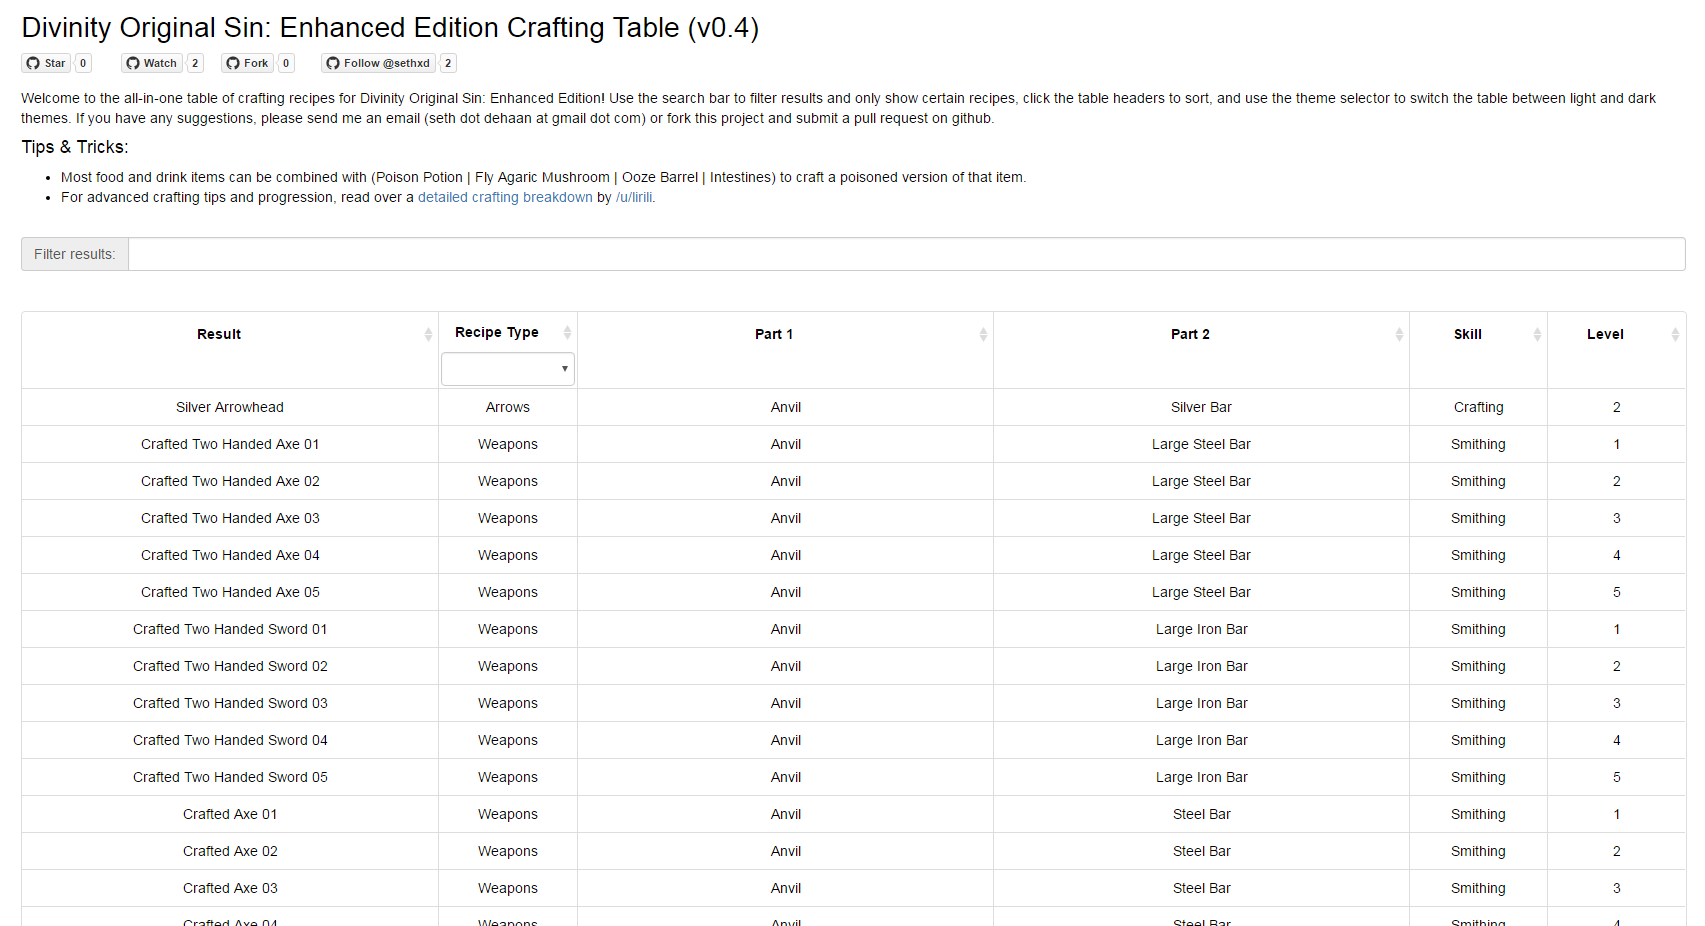 Divinity Original Sin: Enhanced Edition Crafting Table (v0.4)
Star 0 Watch 2 Fork 0 Follow @sethxd 2
Welcome to the all-in-one table of crafting recipes for Divinity Original Sin: Enhanced Edition! Use the search bar to filter results and only show certain recipes, click the table headers to sort, and use the theme selector to switch the table between light and dark
themes. If you have any suggestions, please send me an email (seth dot dehaan at gmail dot com) or fork this project and submit a pull request on github.
Tips & Tricks:
• Most food and drink items can be combined with (Poison Potion | Fly Agaric Mushroom | Ooze Barrel | Intestines) to craft a poisoned version of that item.
• For advanced crafting tips and progression, read over a detailed crafting breakdown by /u/lirili.
Filter results:
Result Recipe Type Part 1 Part 2 Skill Level
Silver Arrowhead Arrows Anvil Silver Bar Crafting 2
Crafted Two Handed Axe 01 Weapons Anvil Large Steel Bar Smithing 1
Crafted Two Handed Axe 02 Weapons Anvil Large Steel Bar Smithing 2
Crafted Two Handed Axe 03 Weapons Anvil Large Steel Bar Smithing 3
Crafted Two Handed Axe 04 Weapons Anvil Large Steel Bar Smithing 4
Crafted Two Handed Axe 05 Weapons Anvil Large Steel Bar Smithing 5
Crafted Two Handed Sword 01 Weapons Anvil Large Iron Bar Smithing 1
Crafted Two Handed Sword 02 Weapons Anvil Large Iron Bar Smithing 2
Crafted Two Handed Sword 03 Weapons Anvil Large Iron Bar Smithing 3
Crafted Two Handed Sword 04 Weapons Anvil Large Iron Bar Smithing 4
Crafted Two Handed Sword 05 Weapons Anvil Large Iron Bar Smithing 5
Crafted Axe 01 Weapons Anvil Steel Bar Smithing 1
Crafted Axe 02 Weapons Anvil Steel Bar Smithing 2
Crafted Axe 03 Weapons Anvil Steel Bar Smithing 3
Crafted Axe 04 Weapons Anvil Steel Bar Smithing 4